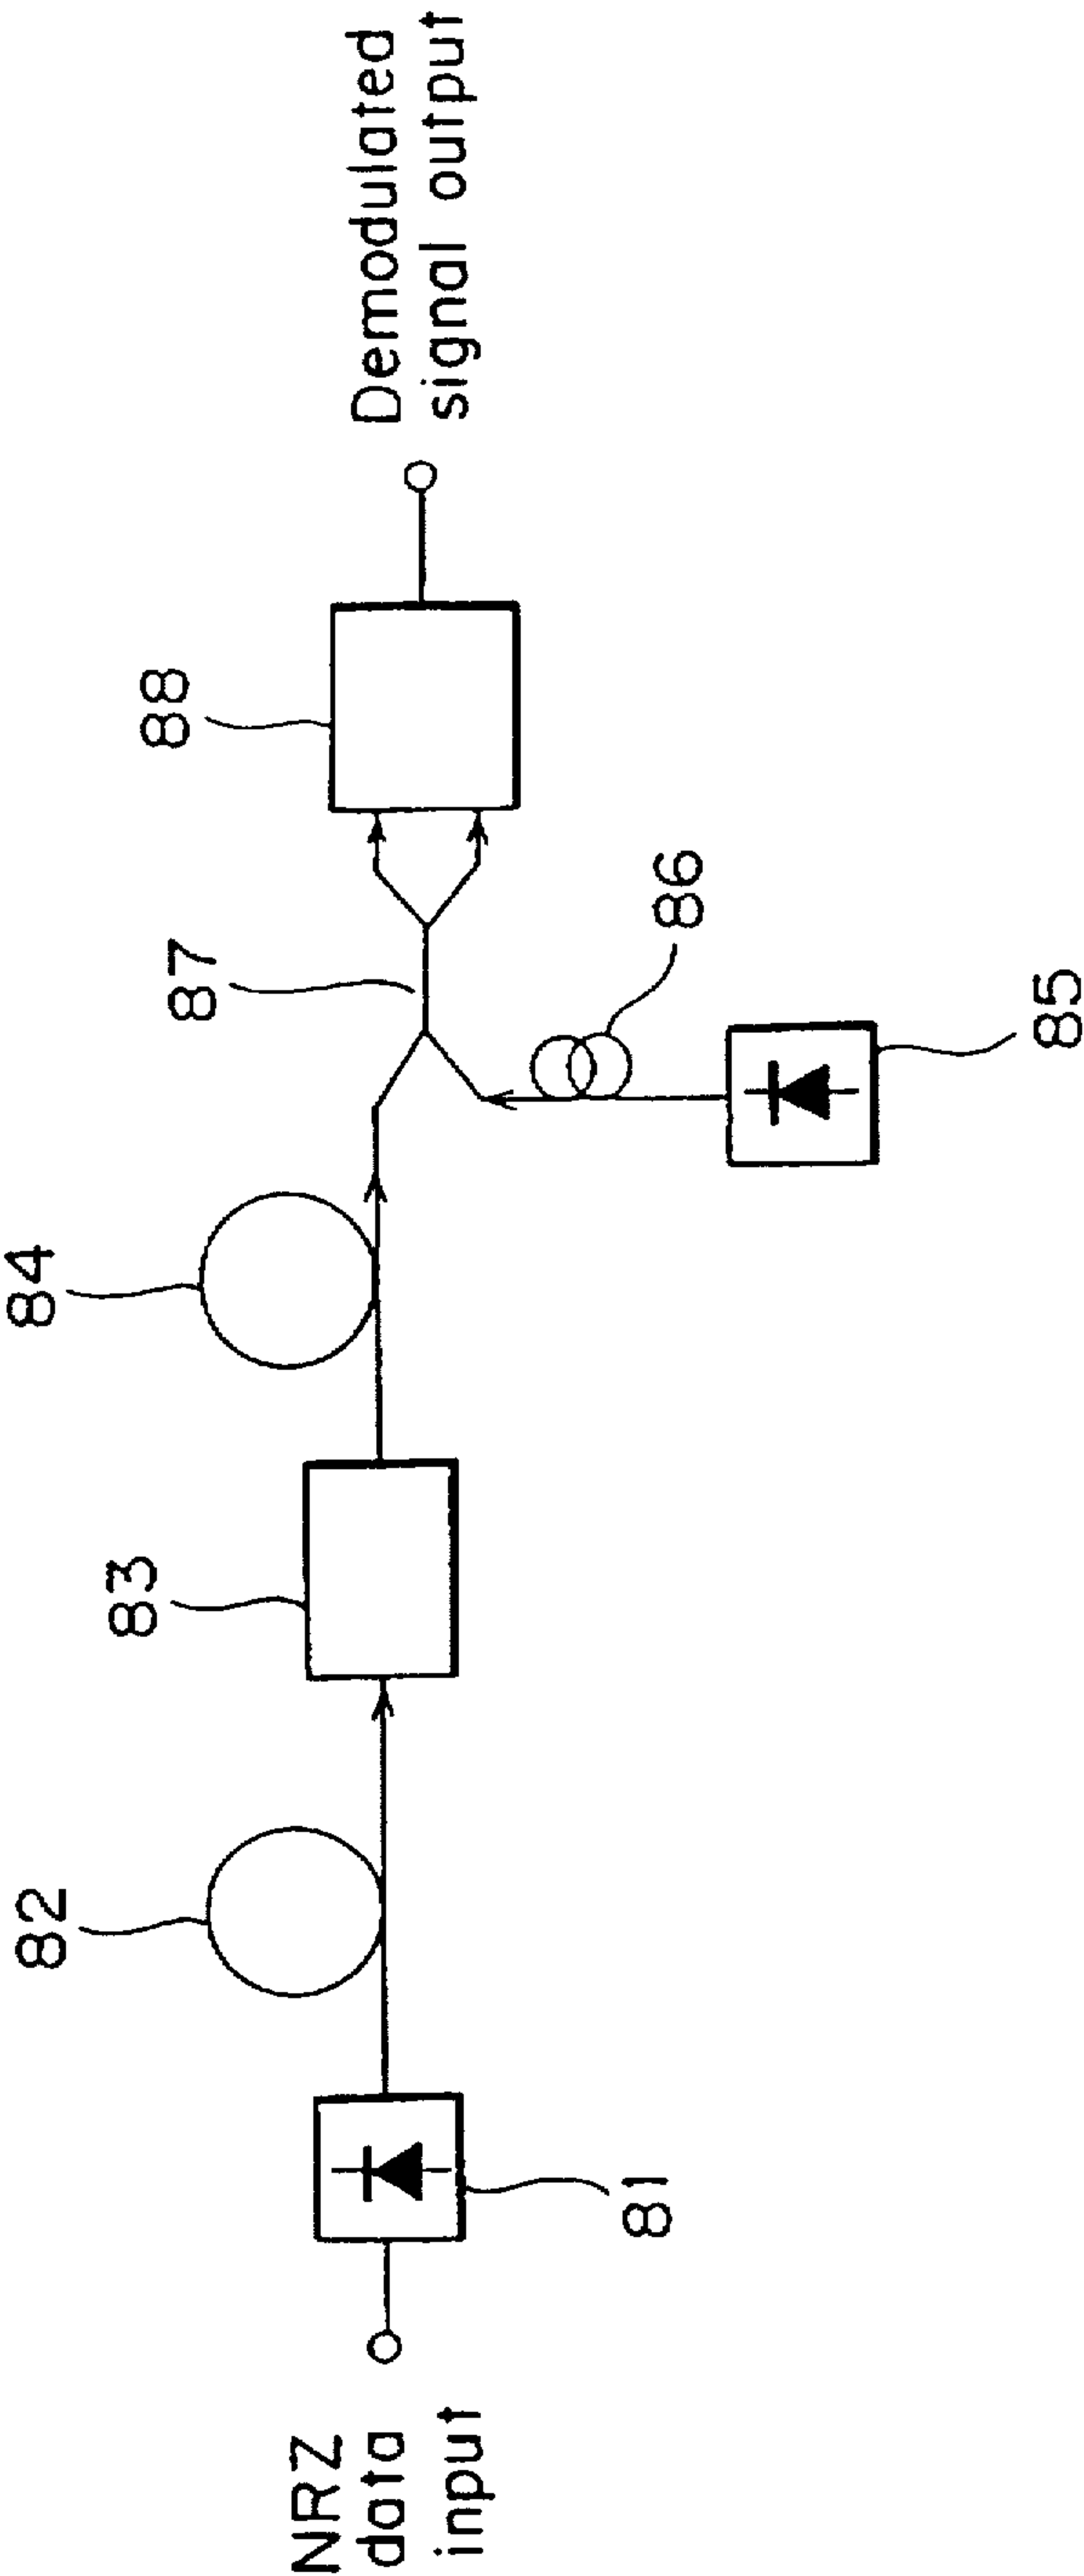 NRZ
data
input
81
82
83
84
85
86
87
88
Demodulated
signal output